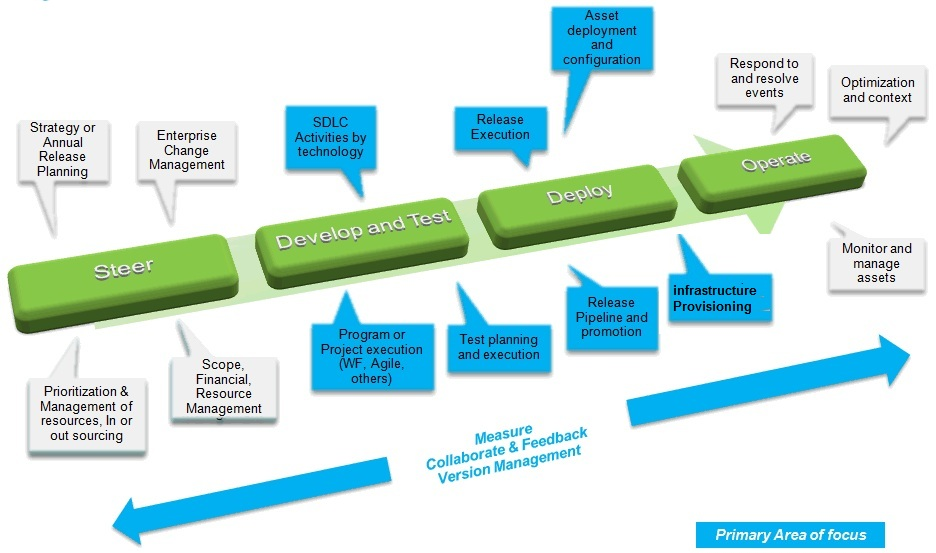 Asset
deployment
and
configuration
Respond to
and resolve
events
Optimization
and context
SDLC
Activities by
technology
Release
Execution
Strategy or
Annual
Release
Planning
Enterprise
Change
Management
Steer
Develop and Test
Deploy
Operate
Monitor and
manage
assets
infrastructure
Provisioning
Release
Pipeline and
promotion
Program or
Project execution
(WF, Agile,
others)
Test planning
and execution
Scope,
Financial,
Resource
Management
Prioritization &
Management of
resources, In or
out sourcing
Measure
Collaborate & Feedback
Version Management
Primary Area of focus